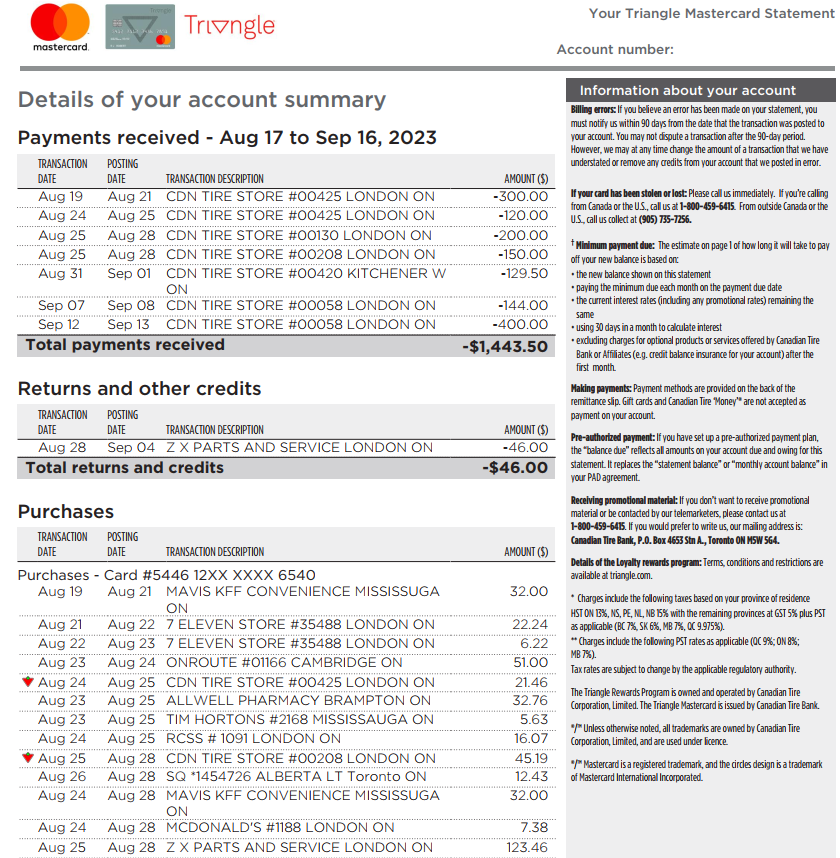 mastercard.
Triangle
Your Triangle Mastercard Statement
Account number:
Details of your account summary
Payments received - Aug 17 to Sep 16, 2023
TRANSACTION DATE POSTING DATE TRANSACTION DESCRIPTION AMOUNT ($)
Aug 19 Aug 21 CDN TIRE STORE #00425 LONDON ON -300.00
Aug 24 Aug 25 CDN TIRE STORE #00425 LONDON ON -120.00
Aug 25 Aug 28 CDN TIRE STORE #00130 LONDON ON -200.00
Aug 25 Aug 28 CDN TIRE STORE #00208 LONDON ON -150.00
Aug 31 Sep 01 CDN TIRE STORE #00420 KITCHENER W -129.50
ON
Sep 07 Sep 08 CDN TIRE STORE #00058 LONDON ON -144.00
Sep 12 Sep 13 CDN TIRE STORE #00058 LONDON ON -400.00
Total payments received -$1,443.50
Returns and other credits
TRANSACTION DATE POSTING DATE TRANSACTION DESCRIPTION AMOUNT ($)
Aug 28 Sep 04 Z X PARTS AND SERVICE LONDON ON -46.00
Total returns and credits -$46.00
Purchases
TRANSACTION DATE POSTING DATE TRANSACTION DESCRIPTION AMOUNT ($)
Purchases - Card #5446 12XX XXXX 6540
Aug 19 Aug 21 MAVIS KFF CONVENIENCE MISSISSUGA 32.00
ON
Aug 21 Aug 22 7 ELEVEN STORE #35488 LONDON ON 22.24
Aug 22 Aug 23 7 ELEVEN STORE #35488 LONDON ON 6.22
Aug 23 Aug 24 ONROUTE #01166 CAMBRIDGE ON 51.00
Aug 24 Aug 25 CDN TIRE STORE #00425 LONDON ON 21.46
Aug 23 Aug 25 ALLWELL PHARMACY BRAMPTON ON 32.76
Aug 23 Aug 25 TIM HORTONS #2168 MISSISSAUGA ON 5.63
Aug 24 Aug 25 RCSS # 1091 LONDON ON 16.07
Aug 25 Aug 28 CDN TIRE STORE #00208 LONDON ON 45.19
Aug 26 Aug 28 SQ *1454726 ALBERTA LT Toronto ON 12.43
Aug 24 Aug 28 MAVIS KFF CONVENIENCE MISSISSUGA 32.00
ON
Aug 24 Aug 28 MCDONALD'S #1188 LONDON ON 7.38
Aug 25 Aug 28 Z X PARTS AND SERVICE LONDON ON 123.46
Information about your account
Billing errors: If you believe an error has been made on your statement, you
must notify us within 90 days from the date that the transaction was posted to
your account. You may not dispute a transaction after the 90-day period.
However, we may at any time change the amount of a transaction that we have
understated or remove any credits from your account that we posted in error.
If your card has been stolen or lost: Please call us immediately. If you're calling
from Canada or the U.S., call us at 1-800-459-6415. From outside Canada or the
U.S., call us collect at (905) 735-7256.
† Minimum payment due: The estimate on page 1 of how long it will take to pay
off your new balance is based on:
• the new balance shown on this statement
• paying the minimum due each month on the payment due date
• the current interest rates (including any promotional rates) remaining the
same
• using 30 days in a month to calculate interest
• excluding charges for optional products or services offered by Canadian Tire
Bank or Affiliates (e.g. credit balance insurance for your account) after the
first month.
Making payments: Payment methods are provided on the back of the
remittance slip. Gift cards and Canadian Tire 'Money'® are not accepted as
payment on your account.
Pre-authorized payment: If you have set up a pre-authorized payment plan,
the "balance due" reflects all amounts on your account due and owing for this
statement. It replaces the "statement balance" or "monthly account balance" in
your PAD agreement.
Receiving promotional material: If you don't want to receive promotional
material or be contacted by our telemarketers, please contact us at
1-800-459-6415. If you would prefer to write us, our mailing address is:
Canadian Tire Bank, P.O. Box 4653 Stn A., Toronto ON M5W 5G4.
Details of the Loyalty rewards program: Terms, conditions and restrictions are
available at triangle.com.
* Charges include the following taxes based on your province of residence
HST ON 13%, NS, PE, NL, NB 15% with the remaining provinces at GST 5% plus PST
as applicable (BC 7%, SK 6%, MB 7%, QC 9.975%).
** Charges include the following PST rates as applicable (QC 9%; ON 8%;
MB 7%).
Tax rates are subject to change by the applicable regulatory authority.
The Triangle Rewards Program is owned and operated by Canadian Tire
Corporation, Limited. The Triangle Mastercard is issued by Canadian Tire Bank.
®/™ Unless otherwise noted, all trademarks are owned by Canadian Tire
Corporation, Limited, and are used under licence.
®/™ Mastercard is a registered trademark, and the circles design is a trademark
of Mastercard International Incorporated.